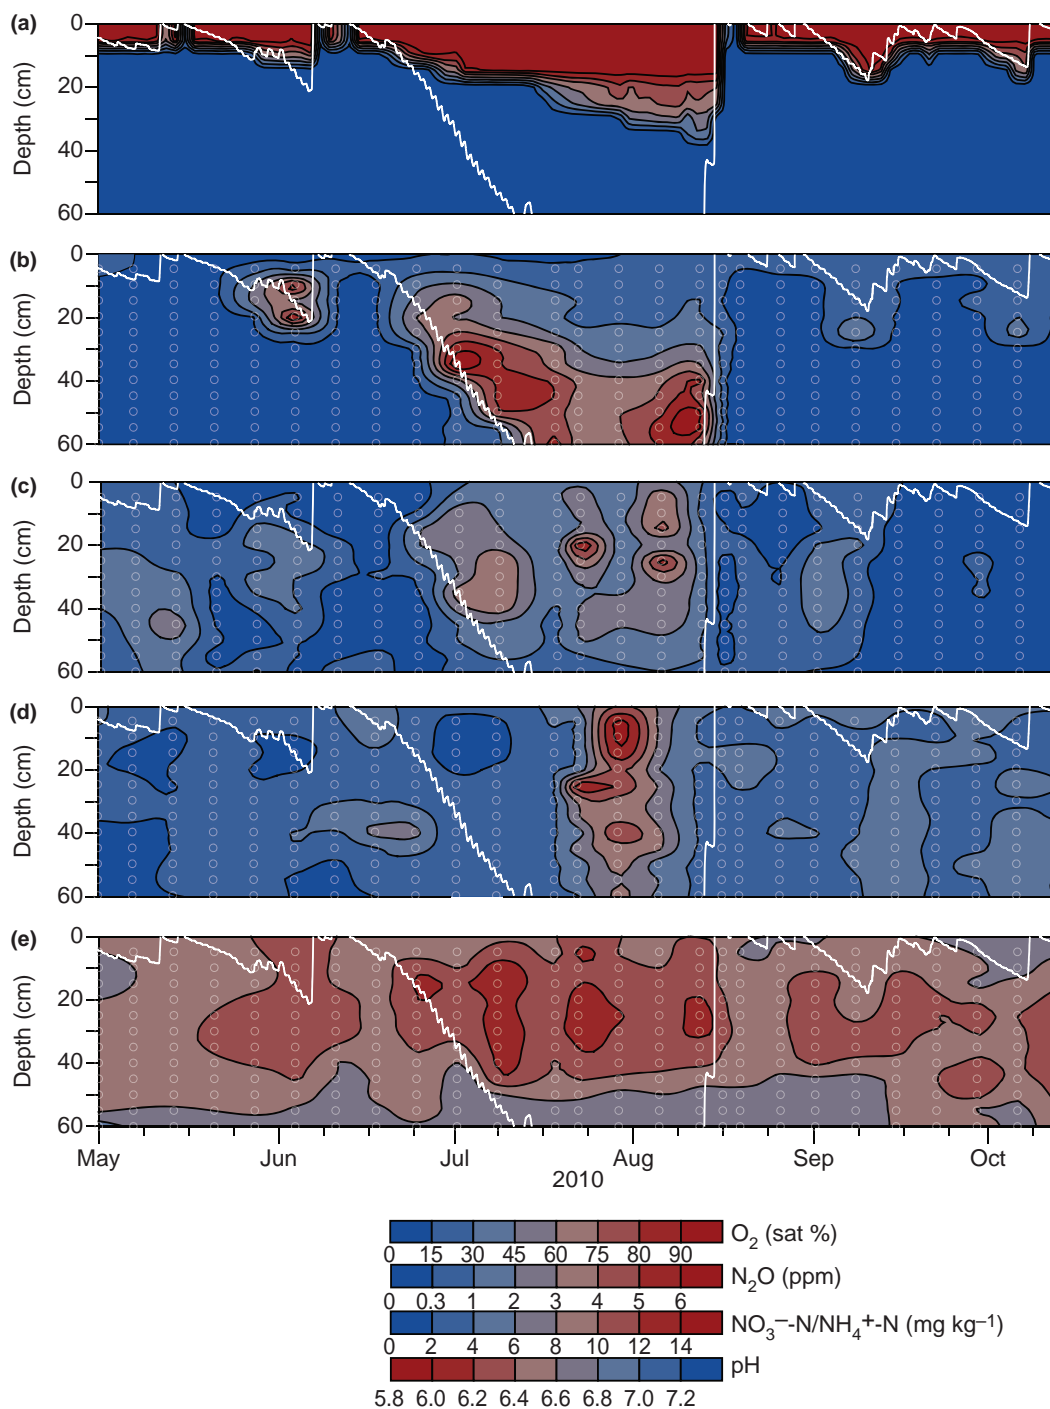 (a)
0
20
40
60
Depth (cm)
(b)
0
20
40
60
Depth (cm)
(c)
0
20
40
60
Depth (cm)
(d)
0
20
40
60
Depth (cm)
(e)
0
20
40
60
Depth (cm)
May Jun Jul Aug Sep Oct
2010
O₂ (sat %)
0 15 30 45 60 75 80 90
N₂O (ppm)
0 0.3 1 2 3 4 5 6
NO₃⁻-N/NH₄⁺-N (mg kg⁻¹)
0 2 4 6 8 10 12 14
pH
5.8 6.0 6.2 6.4 6.6 6.8 7.0 7.2